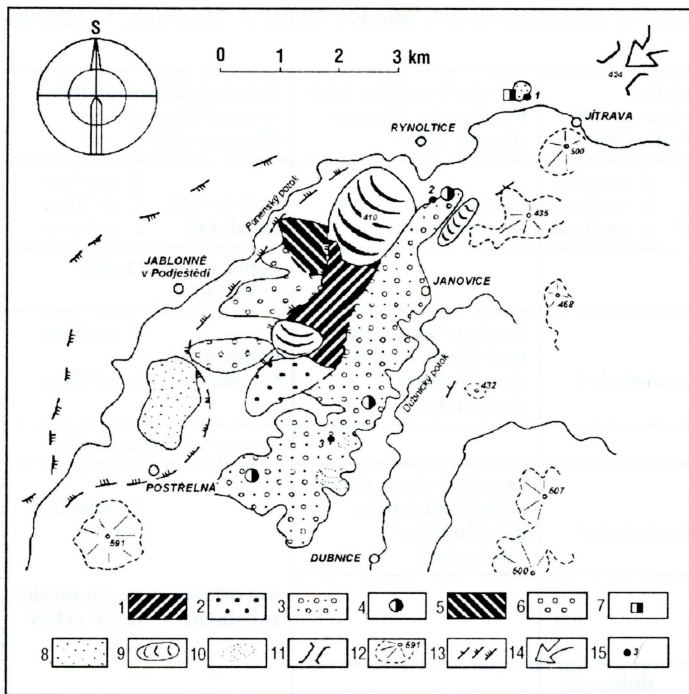 S
0 1 2 3 km
424
1
JÍTRAVA
RYNOLTICE
500
Panenský potok
2
410
435
JABLONNÉ
v Podještědí
JANOVICE
468
Dubnický potok
432
3
POSTŘELNÁ
607
591
DUBNICE
600
1 2 3 4 5 6 7
8 9 10 11 12 591 13 14 15 3